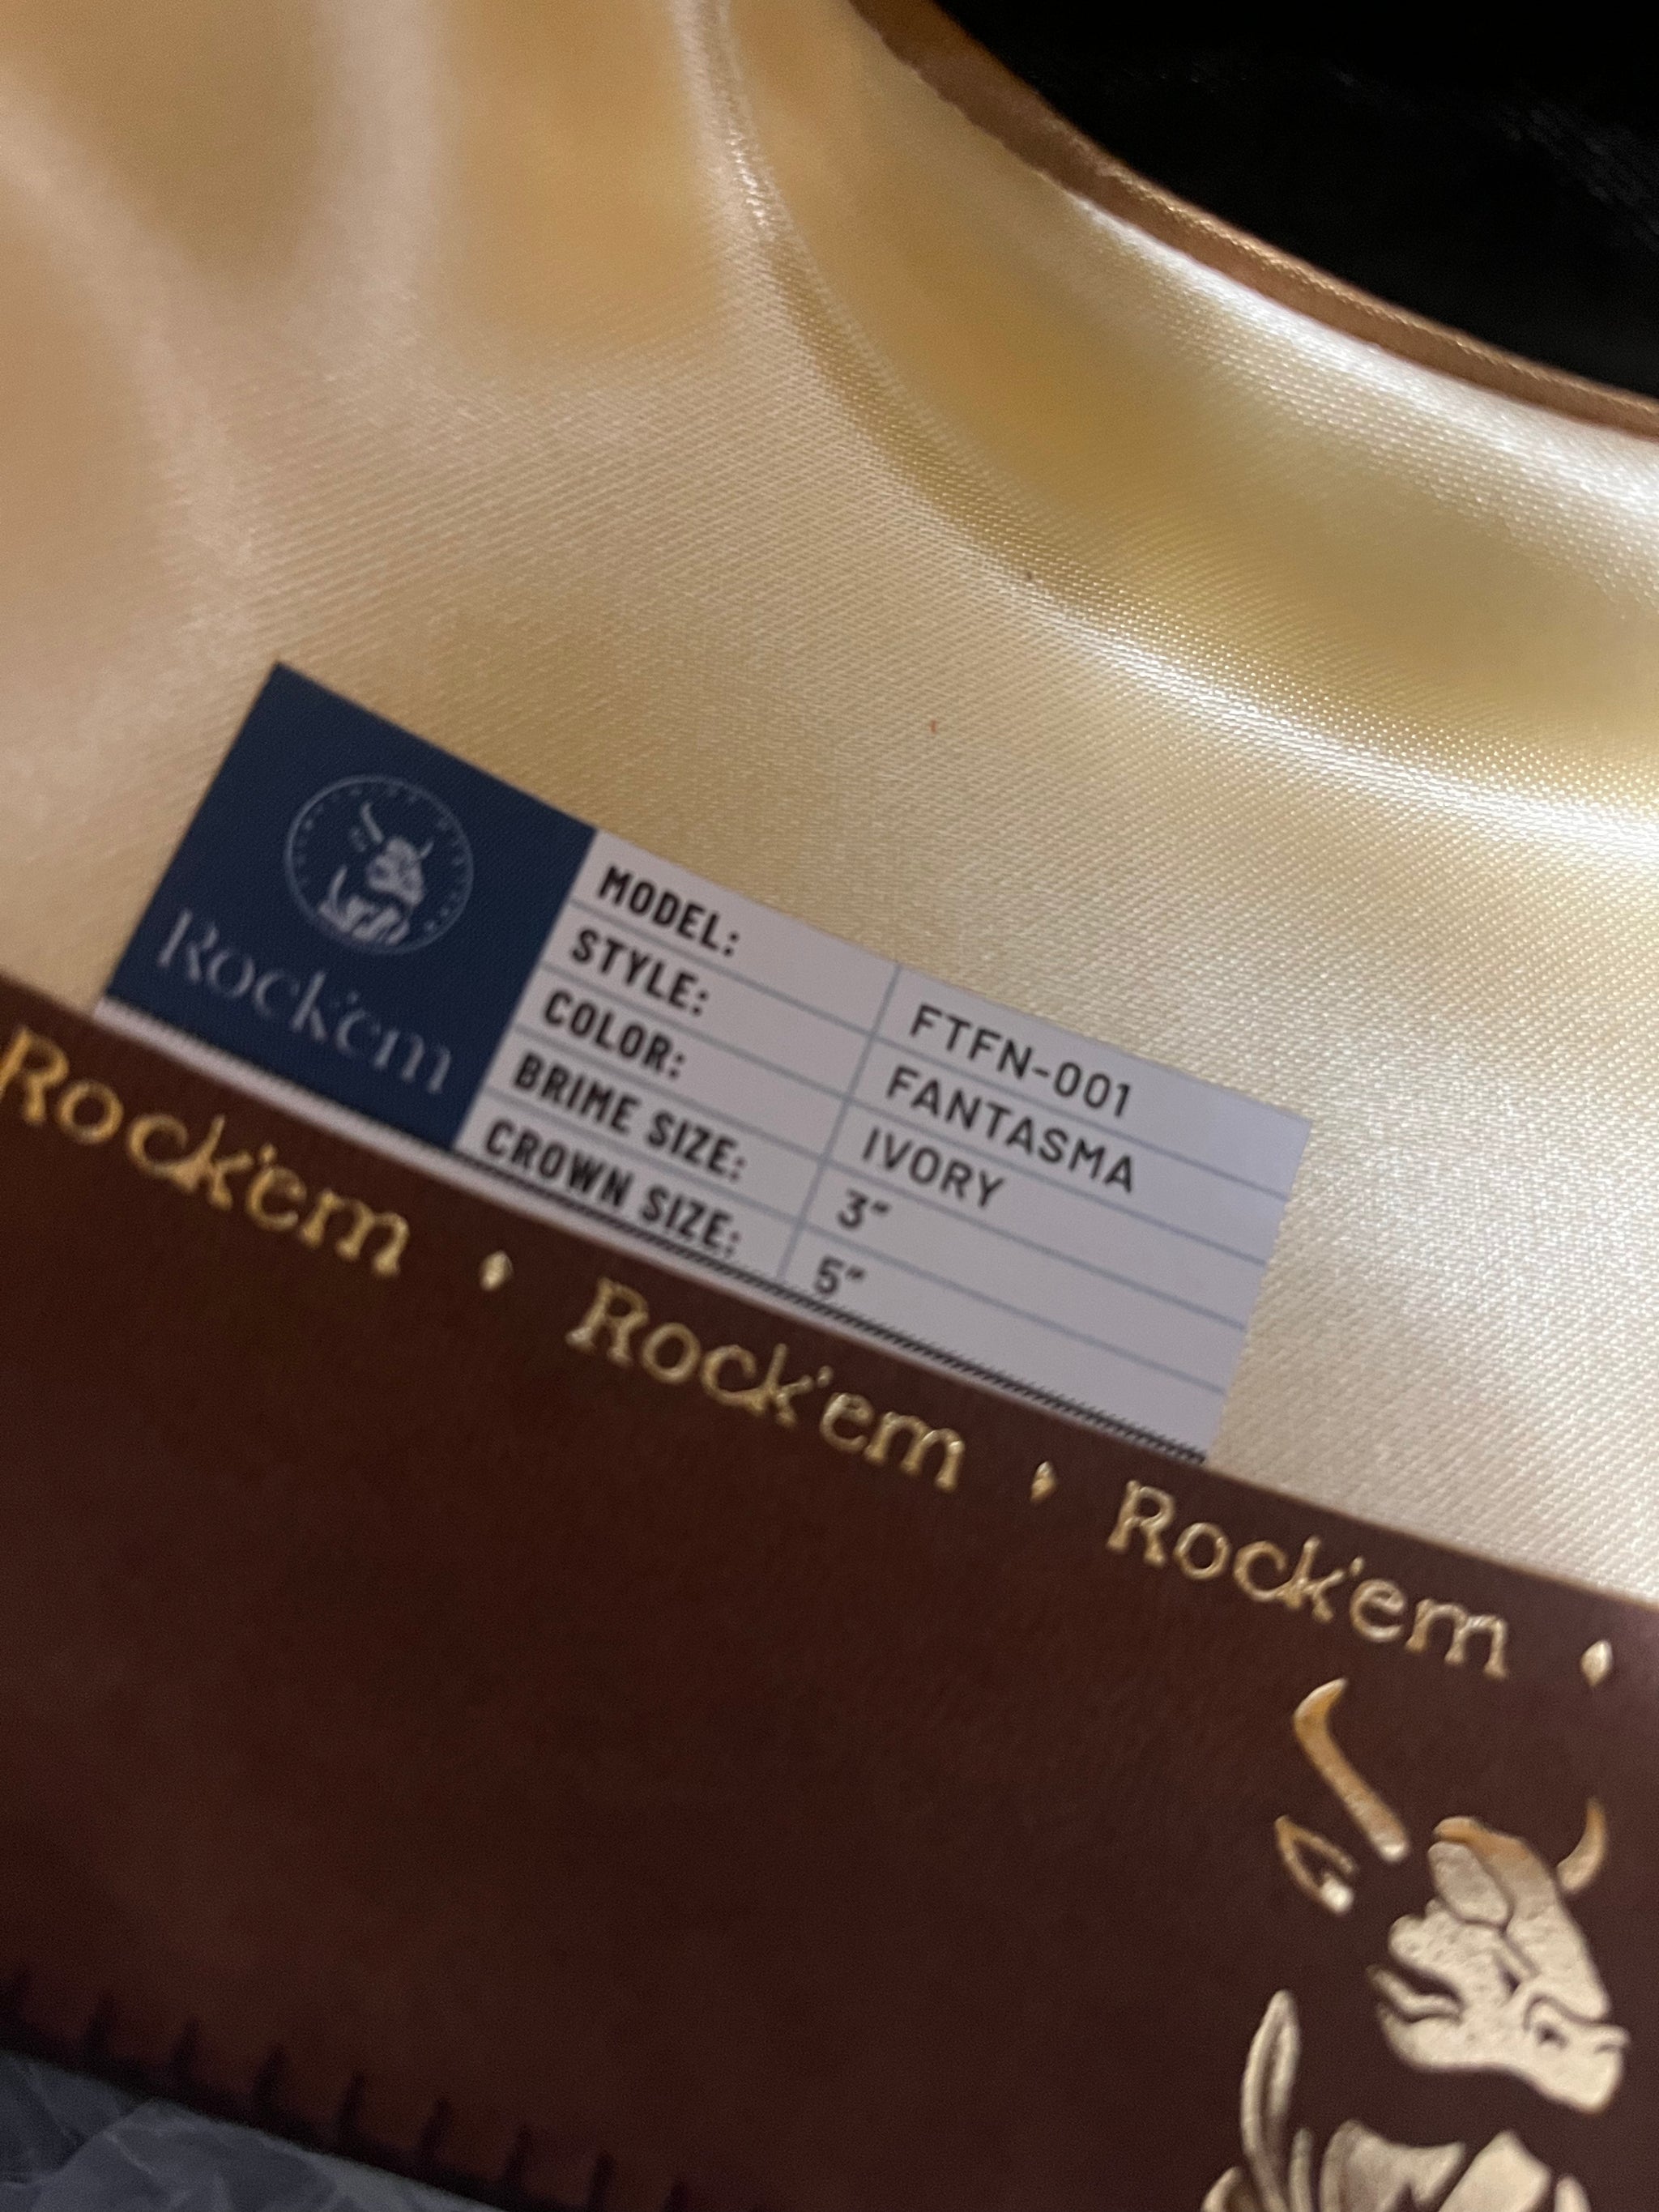 Rock'em
MODEL: FTFN-001
STYLE: FANTASMA
COLOR: IVORY
BRIME SIZE: 3"
CROWN SIZE: 5"
Rock'em ♦ Rock'em ♦ Rock'em ♦